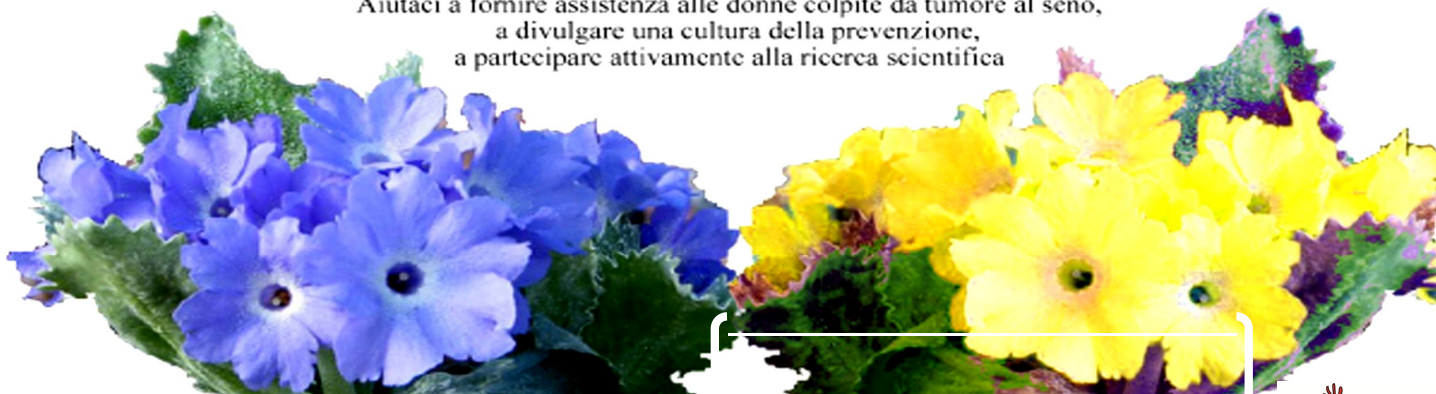 Aiutaci a fornire assistenza alle donne colpite da tumore al seno,
a divulgare una cultura della prevenzione,
a partecipare attivamente alla ricerca scientifica